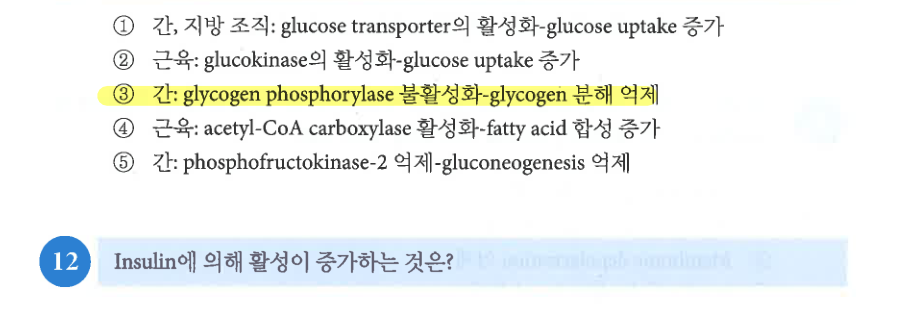 ① 간, 지방 조직: glucose transporter의 활성화-glucose uptake 증가
② 근육: glucokinase의 활성화-glucose uptake 증가
③ 간: glycogen phosphorylase 불활성화-glycogen 분해 억제
④ 근육: acetyl-CoA carboxylase 활성화-fatty acid 합성 증가
⑤ 간: phosphofructokinase-2 억제-gluconeogenesis 억제
12 Insulin에 의해 활성이 증가하는 것은?